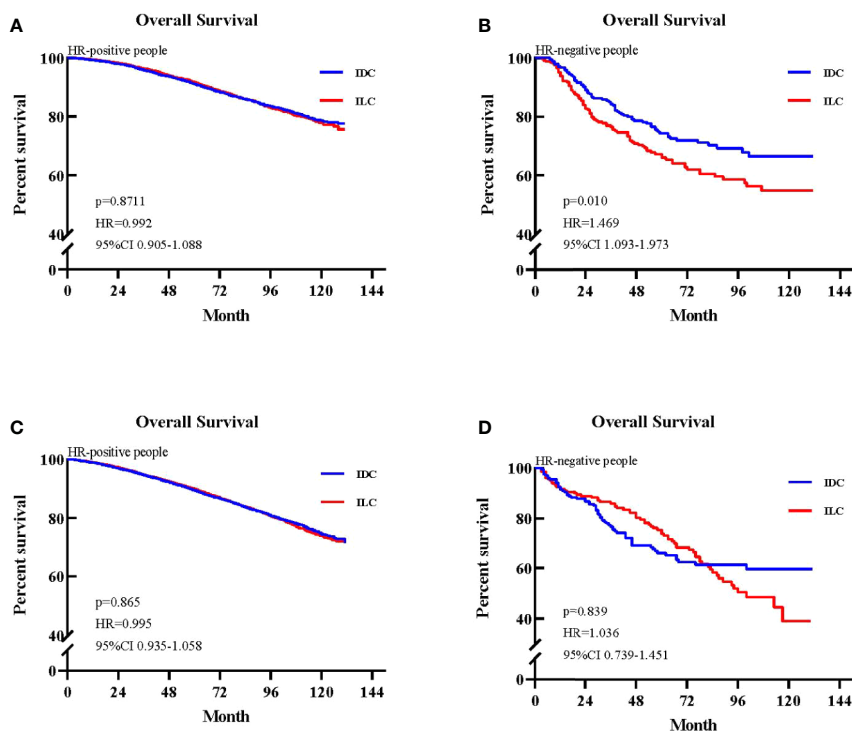 A
Overall Survival
HR-positive people
IDC
ILC
Percent survival
100
80
60
40
0
p=0.8711
HR=0.992
95%CI 0.905-1.088
0 24 48 72 96 120 144
Month
B
Overall Survival
HR-negative people
IDC
ILC
Percent survival
100
80
60
40
0
p=0.010
HR=1.469
95%CI 1.093-1.973
0 24 48 72 96 120 144
Month
C
Overall Survival
HR-positive people
IDC
ILC
Percent survival
100
80
60
40
0
p=0.865
HR=0.995
95%CI 0.935-1.058
0 24 48 72 96 120 144
Month
D
Overall Survival
HR-negative people
IDC
ILC
Percent survival
100
80
60
40
0
p=0.839
HR=1.036
95%CI 0.739-1.451
0 24 48 72 96 120 144
Month